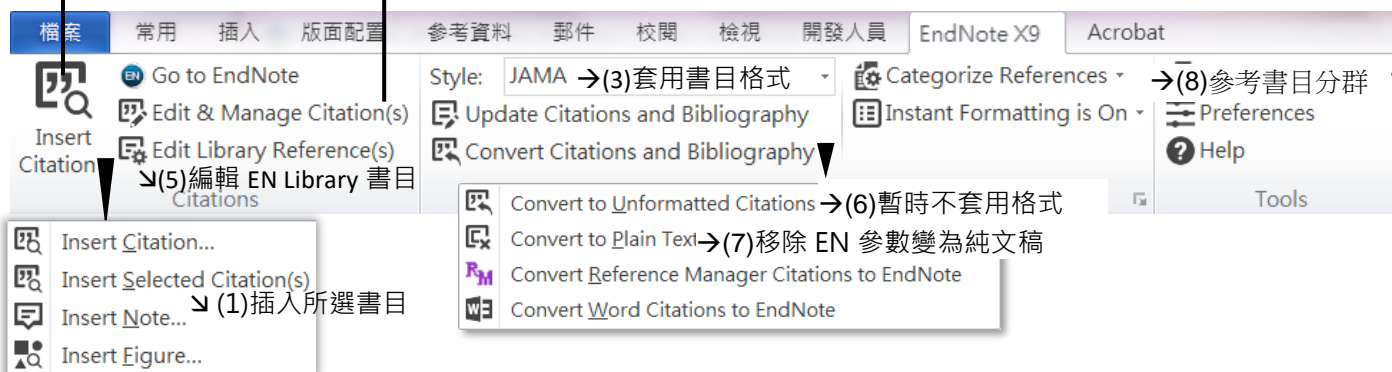 檔案 常用 插入 版面配置 參考資料 郵件 校閱 檢視 開發人員 EndNote X9 Acrobat
Go to EndNote Style: JAMA →(3)套用書目格式 Categorize References →(8)參考書目分群
Edit & Manage Citation(s) Update Citations and Bibliography Instant Formatting is On Preferences
Insert Citation Edit Library Reference(s) Convert Citations and Bibliography Help
(5)編輯 EN Library 書目
Citations Tools
Convert to Unformatted Citations →(6)暫時不套用格式
Convert to Plain Text →(7)移除 EN 參數變為純文稿
Convert Reference Manager Citations to EndNote
Convert Word Citations to EndNote
Insert Citation...
Insert Selected Citation(s)
(1)插入所選書目
Insert Note...
Insert Figure...